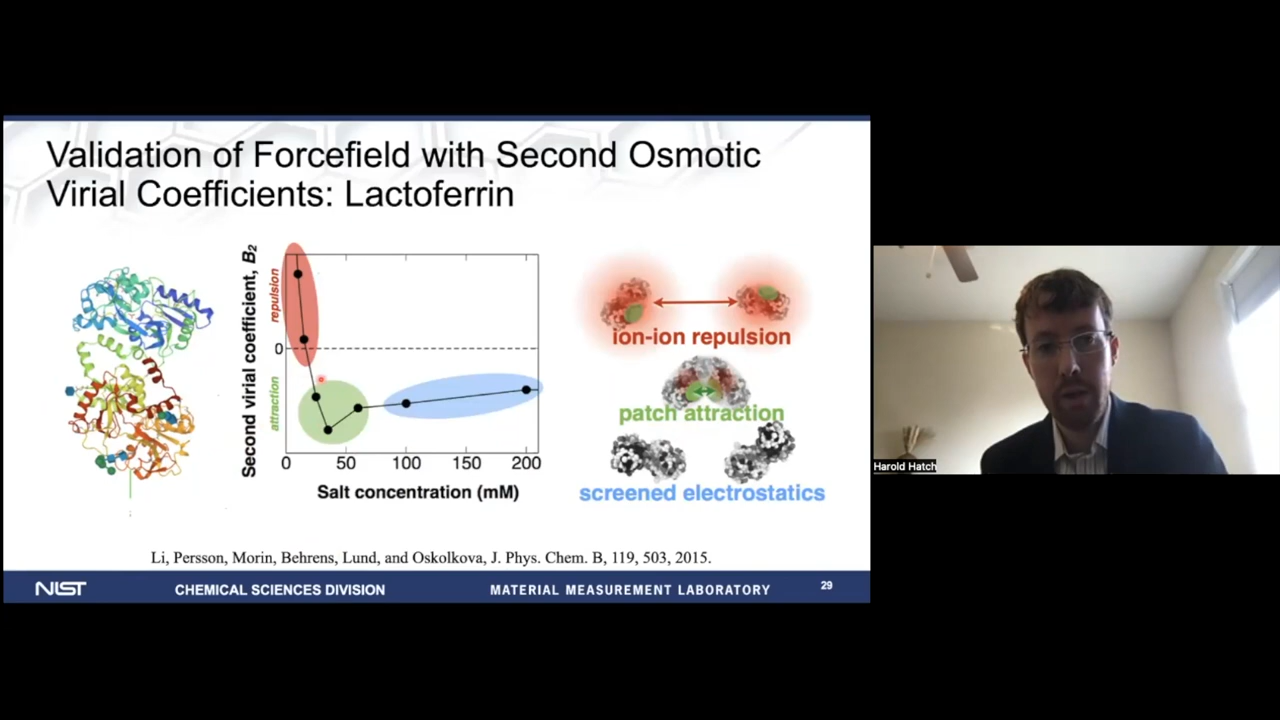 Validation of Forcefield with Second Osmotic
Virial Coefficients: Lactoferrin
Second virial coefficient, B2
repulsion
0
attraction
0
50
100
150
200
Salt concentration (mM)
ion-ion repulsion
patch attraction
screened electrostatics
Li, Persson, Morin, Behrens, Lund, and Oskolkova, J. Phys. Chem. B, 119, 503, 2015.
NIST
CHEMICAL SCIENCES DIVISION
MATERIAL MEASUREMENT LABORATORY
29
Harold Hatch